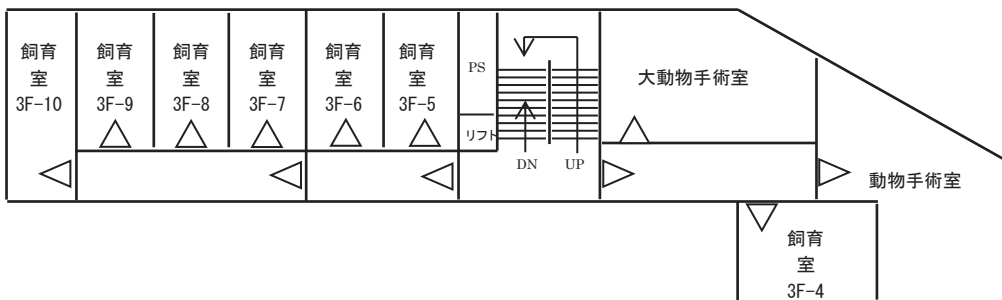 飼育
室
3F-10
飼育
室
3F-9
飼育
室
3F-8
飼育
室
3F-7
飼育
室
3F-6
飼育
室
3F-5
PS
リフト
DN
UP
大動物手術室
動物手術室
飼育
室
3F-4